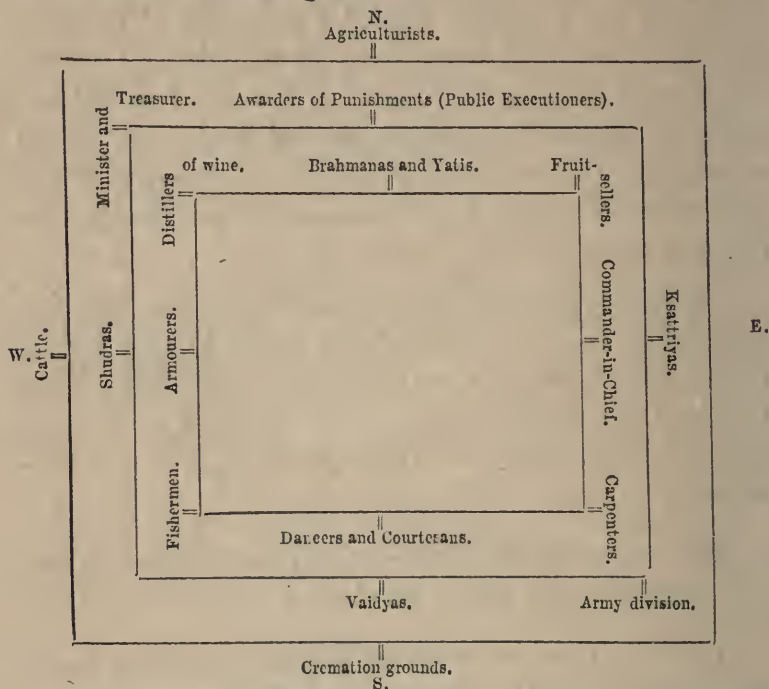 N.
Agriculturists.
Treasurer. Awarders of Punishments (Public Executioners).
Minister and
of wine. Brahmanas and Yatis. Fruit-
Distillers
sellers.
W. Cattle.
Shudras.
Armourers.
Commander-in-Chief.
Ksattriyas.
E.
Fishermen.
Carpenters.
Dancers and Courtezans.
Vaidyas. Army division.
Cremation grounds.
S.